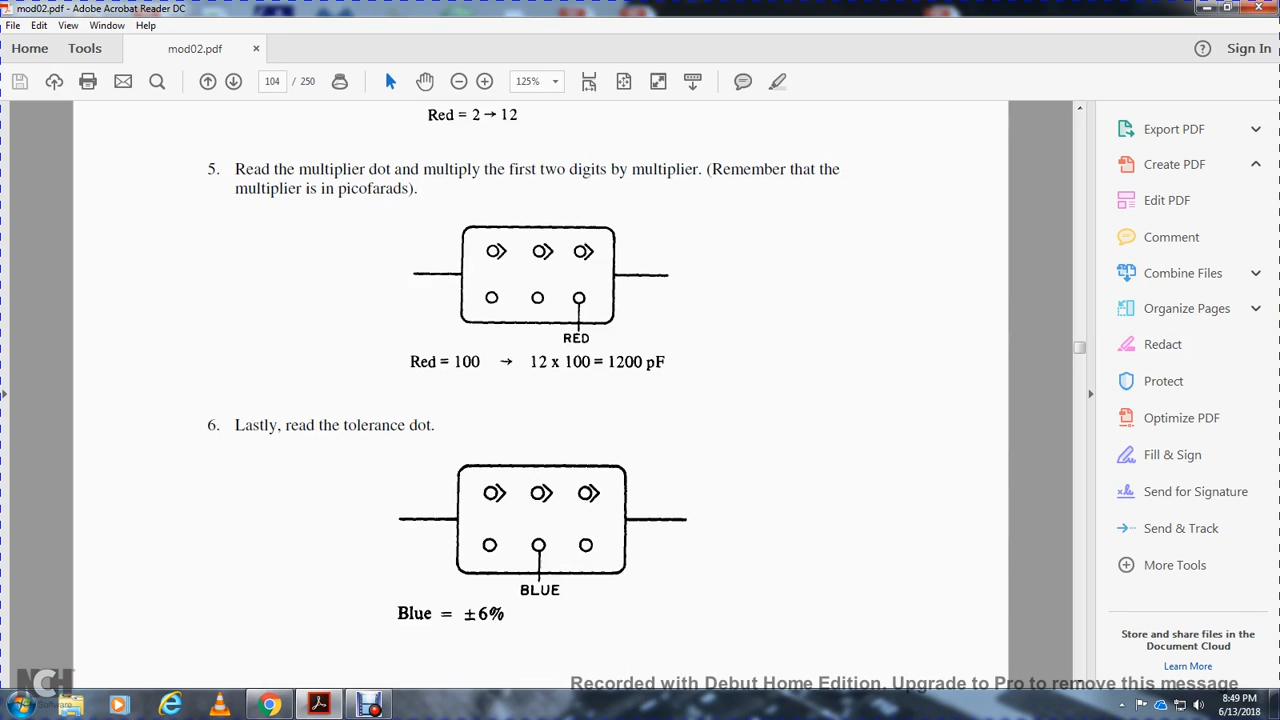 mod02.pdf - Adobe Acrobat Reader DC
File Edit View Window Help
Home Tools mod02.pdf × Sign In
104 / 250 125%
Red = 2 → 12
5. Read the multiplier dot and multiply the first two digits by multiplier. (Remember that the
multiplier is in picofarads).
RED
Red = 100 → 12 x 100 = 1200 pF
6. Lastly, read the tolerance dot.
BLUE
Blue = ±6%
Export PDF
Create PDF
Edit PDF
Comment
Combine Files
Organize Pages
Redact
Protect
Optimize PDF
Fill & Sign
Send for Signature
Send & Track
More Tools
Store and share files in the
Document Cloud
Learn More
NCH
Software
Recorded with Debut Home Edition, Upgrade to Pro to remove this message
8:49 PM
6/13/2018